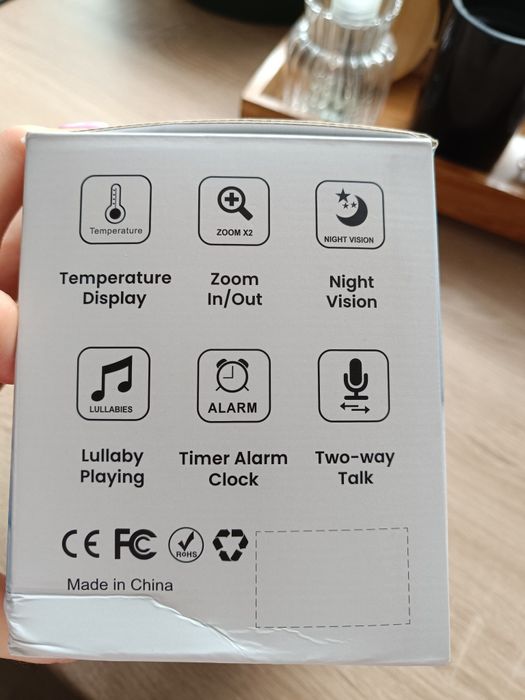 Temperature
ZOOM X2
NIGHT VISION
Temperature
Display
Zoom
In/Out
Night
Vision
LULLABIES
ALARM
Lullaby
Playing
Timer Alarm
Clock
Two-way
Talk
CE FC RoHS
Made in China